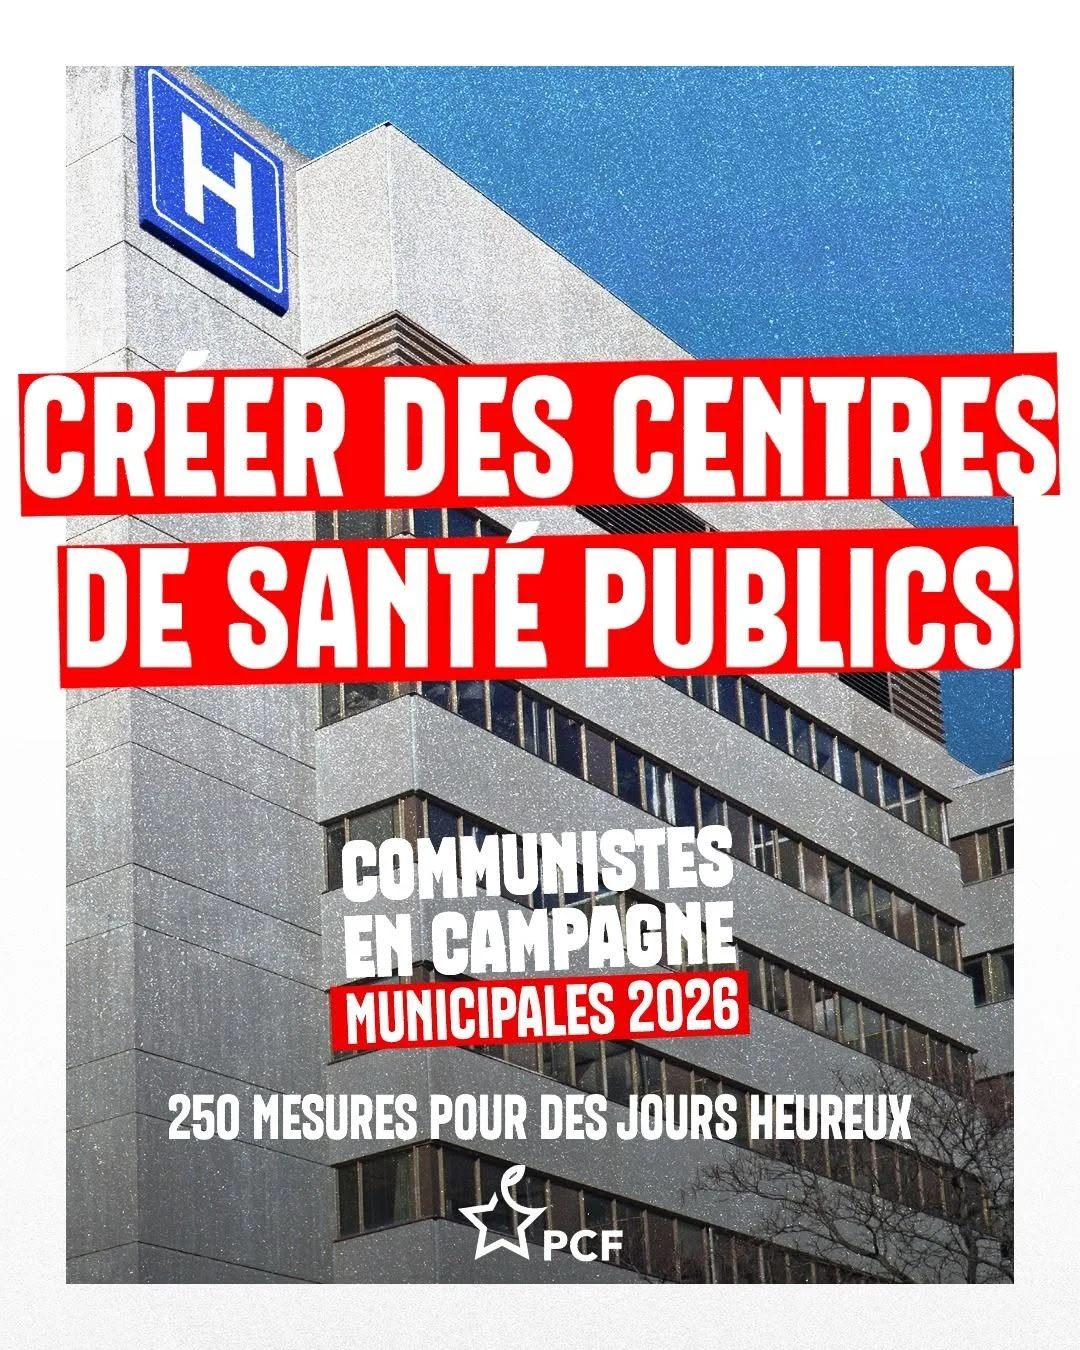 H
CRÉER DES CENTRES
DE SANTÉ PUBLICS
COMMUNISTES
EN CAMPAGNE
MUNICIPALES 2026
250 MESURES POUR DES JOURS HEUREUX
PCF